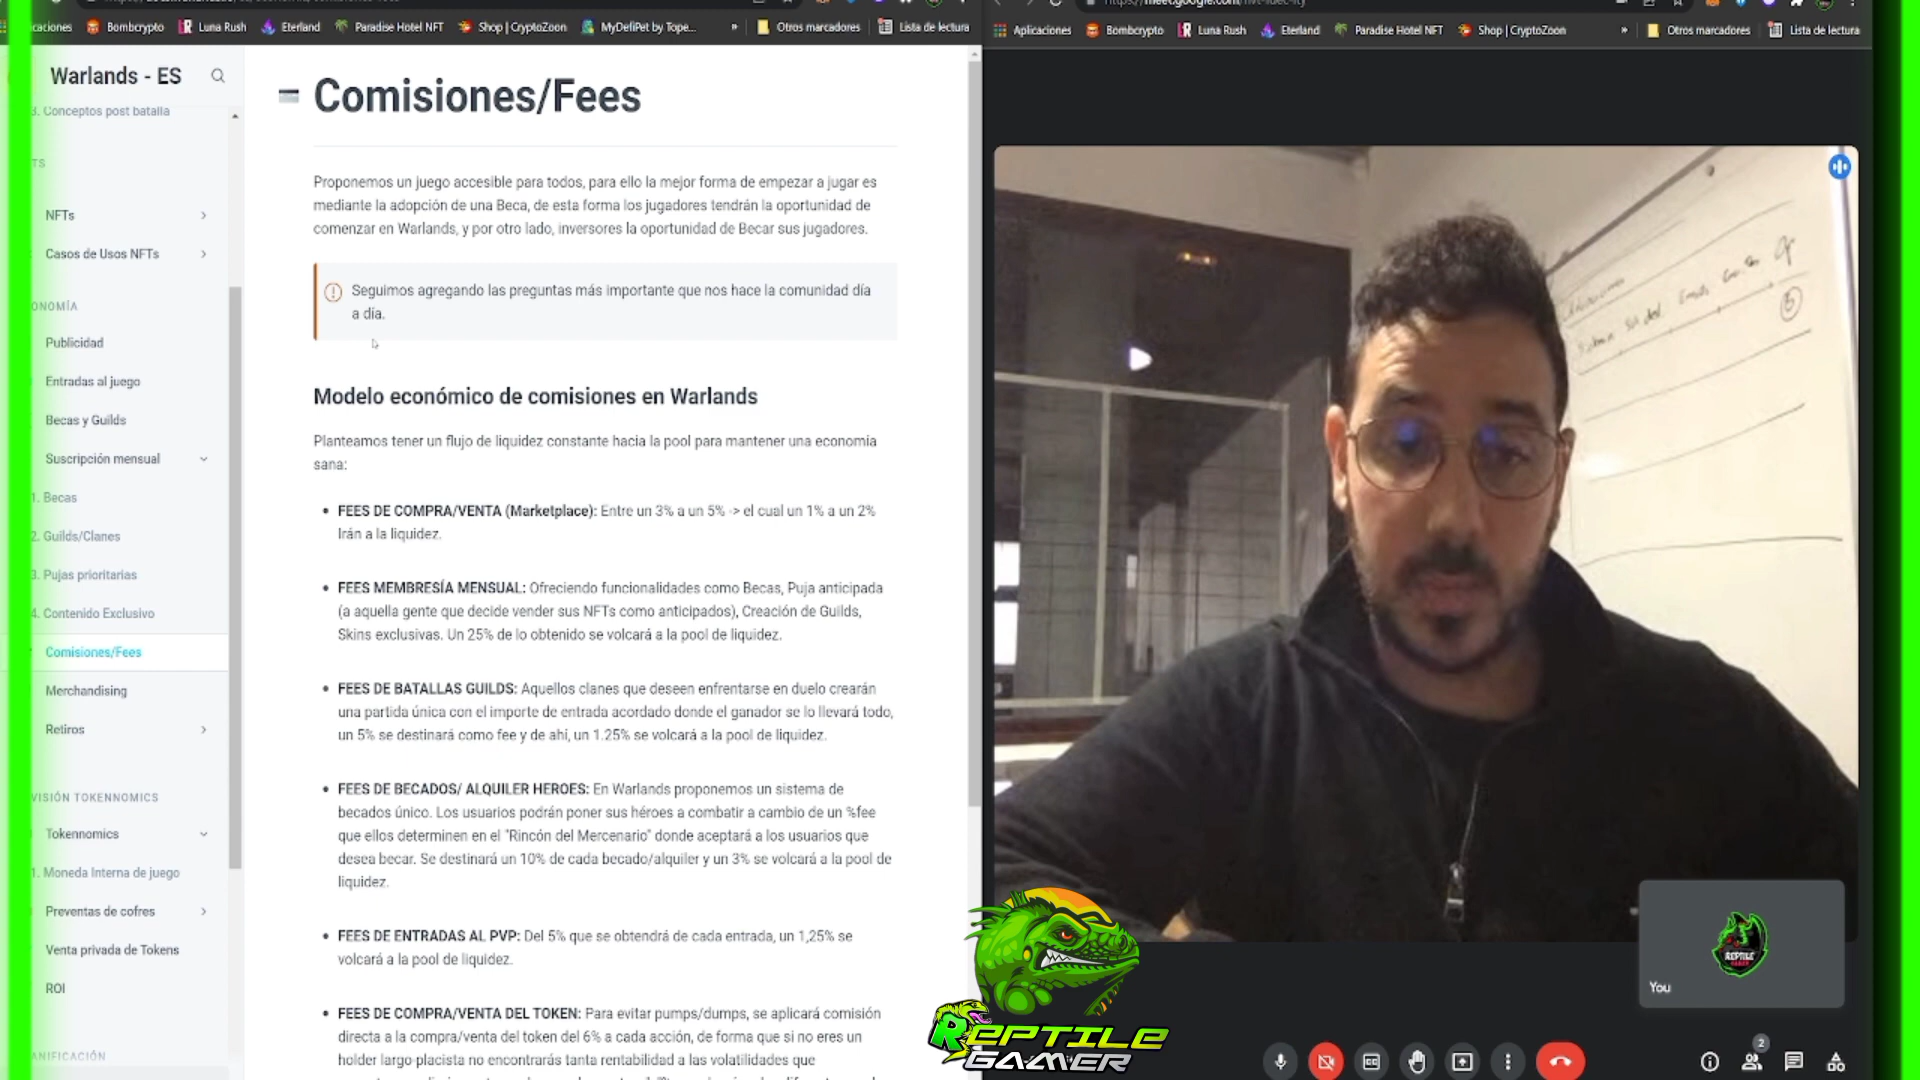 Bombcrypto
Luna Rush
Eterland
Paradise Hotel NFT
Shop | CryptoZoon
MyDefiPet by Tope...
»
Otros marcadores
Lista de lectura
Aplicaciones
Bombcrypto
Luna Rush
Eterland
Paradise Hotel NFT
Shop | CryptoZoon
»
Otros marcadores
Lista de lectura
Warlands - ES
3. Conceptos post batalla
NFTs
Casos de Usos NFTs
Publicidad
Entradas al juego
Becas y Guilds
Suscripción mensual
1. Becas
2. Guilds/Clanes
3. Pujas prioritarias
4. Contenido Exclusivo
Comisiones/Fees
Merchandising
Retiros
VISIÓN TOKENNOMICS
Tokennomics
1. Moneda Interna de juego
Preventas de cofres
Venta privada de Tokens
ROI
Comisiones/Fees
Proponemos un juego accesible para todos, para ello la mejor forma de empezar a jugar es
mediante la adopción de una Beca, de esta forma los jugadores tendrán la oportunidad de
comenzar en Warlands, y por otro lado, inversores la oportunidad de Becar sus jugadores.
Seguimos agregando las preguntas más importante que nos hace la comunidad día
a día.
Modelo económico de comisiones en Warlands
Planteamos tener un flujo de liquidez constante hacia la pool para mantener una economía
sana:
• FEES DE COMPRA/VENTA (Marketplace): Entre un 3% a un 5% -> el cual un 1% a un 2%
Irán a la liquidez.
• FEES MEMBRESÍA MENSUAL: Ofreciendo funcionalidades como Becas, Puja anticipada
(a aquella gente que decide vender sus NFTs como anticipados), Creación de Guilds,
Skins exclusivas. Un 25% de lo obtenido se volcará a la pool de liquidez.
• FEES DE BATALLAS GUILDS: Aquellos clanes que deseen enfrentarse en duelo crearán
una partida única con el importe de entrada acordado donde el ganador se lo llevará todo,
un 5% se destinará como fee y de ahi, un 1.25% se volcará a la pool de liquidez.
• FEES DE BECADOS/ ALQUILER HEROES: En Warlands proponemos un sistema de
becados único. Los usuarios podrán poner sus héroes a combatir a cambio de un %fee
que ellos determinen en el "Rincón del Mercenario" donde aceptará a los usuarios que
desea becar. Se destinará un 10% de cada becado/alquiler y un 3% se volcará a la pool de
liquidez.
• FEES DE ENTRADAS AL PVP: Del 5% que se obtendrá de cada entrada, un 1,25% se
volcará a la pool de liquidez.
• FEES DE COMPRA/VENTA DEL TOKEN: Para evitar pumps/dumps, se aplicará comisión
directa a la compra/venta del token del 6% a cada acción, de forma que si no eres un
holder largo-placista no encontrarás tanta rentabilidad a las volatilidades que
REPTILE
GAMER
REPTILE
You
2